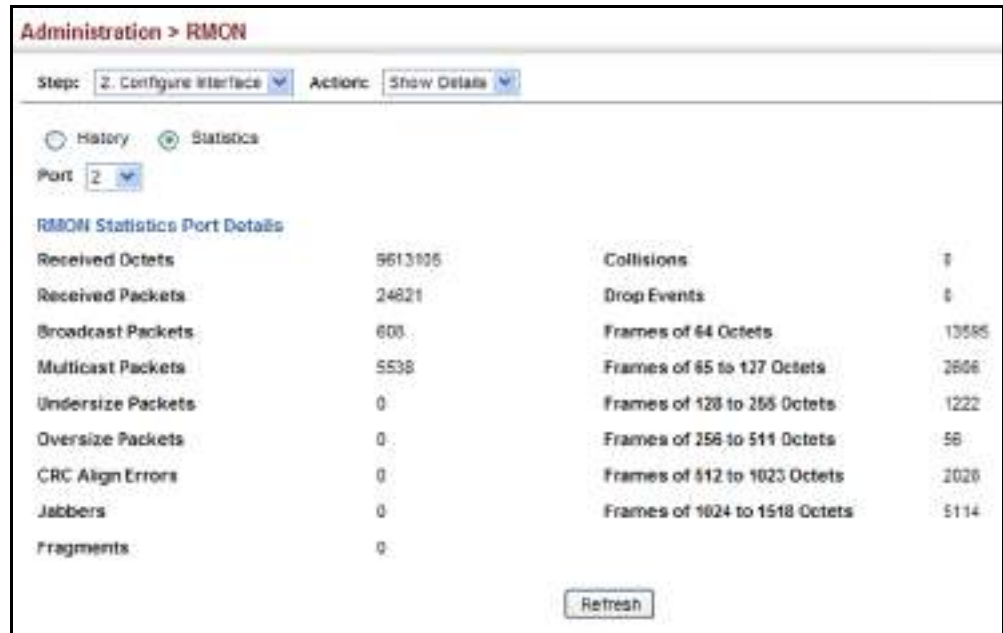 Administration > RMON
Step: 2. Configure Interface Action: Show Details
History Statistics
Port 2
RMON Statistics Port Details
Received Octets 9613105 Collisions 0
Received Packets 24621 Drop Events 0
Broadcast Packets 608 Frames of 64 Octets 13595
Multicast Packets 5538 Frames of 65 to 127 Octets 2606
Undersize Packets 0 Frames of 128 to 255 Octets 1222
Oversize Packets 0 Frames of 256 to 511 Octets 56
CRC Align Errors 0 Frames of 512 to 1023 Octets 2028
Jabbers 0 Frames of 1024 to 1518 Octets 5114
Fragments 0
Refresh